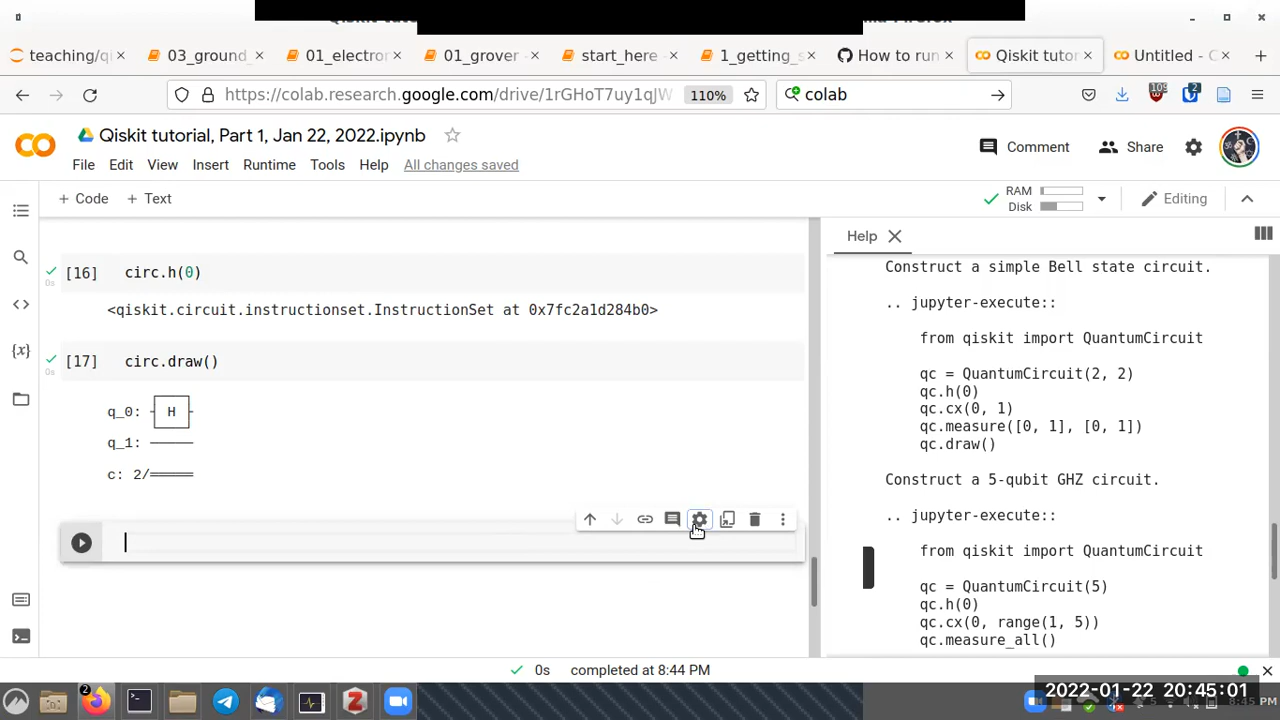 teaching/q
03_ground_
01_electron
01_grover -
start_here -
1_getting_s
How to run
Qiskit tutor
Untitled - C
https://colab.research.google.com/drive/1rGHoT7uy1qJW
110%
colab
Qiskit tutorial, Part 1, Jan 22, 2022.ipynb
Comment
Share
File Edit View Insert Runtime Tools Help All changes saved
+ Code + Text
RAM
Disk
Editing
Help
[16] circ.h(0)
<qiskit.circuit.instructionset.InstructionSet at 0x7fc2a1d284b0>
[17] circ.draw()
q_0: H
q_1:
c: 2/
Construct a simple Bell state circuit.
.. jupyter-execute::
from qiskit import QuantumCircuit
qc = QuantumCircuit(2, 2)
qc.h(0)
qc.cx(0, 1)
qc.measure([0, 1], [0, 1])
qc.draw()
Construct a 5-qubit GHZ circuit.
.. jupyter-execute::
from qiskit import QuantumCircuit
qc = QuantumCircuit(5)
qc.h(0)
qc.cx(0, range(1, 5))
qc.measure_all()
0s completed at 8:44 PM
2022-01-22 20:45:01